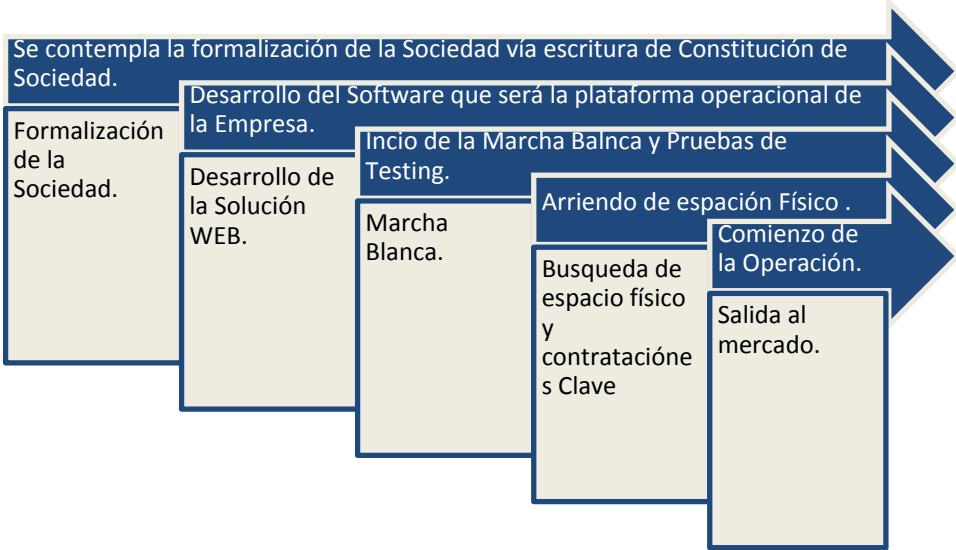 Se contempla la formalización de la Sociedad vía escritura de Constitución de
Sociedad.
Formalización
de la
Sociedad.
Desarrollo del Software que será la plataforma operacional de
la Empresa.
Desarrollo de
la Solución
WEB.
Incio de la Marcha Balnca y Pruebas de
Testing.
Marcha
Blanca.
Arriendo de espación Físico .
Busqueda de
espacio físico
y
contratacióne
s Clave
Comienzo de
la Operación.
Salida al
mercado.